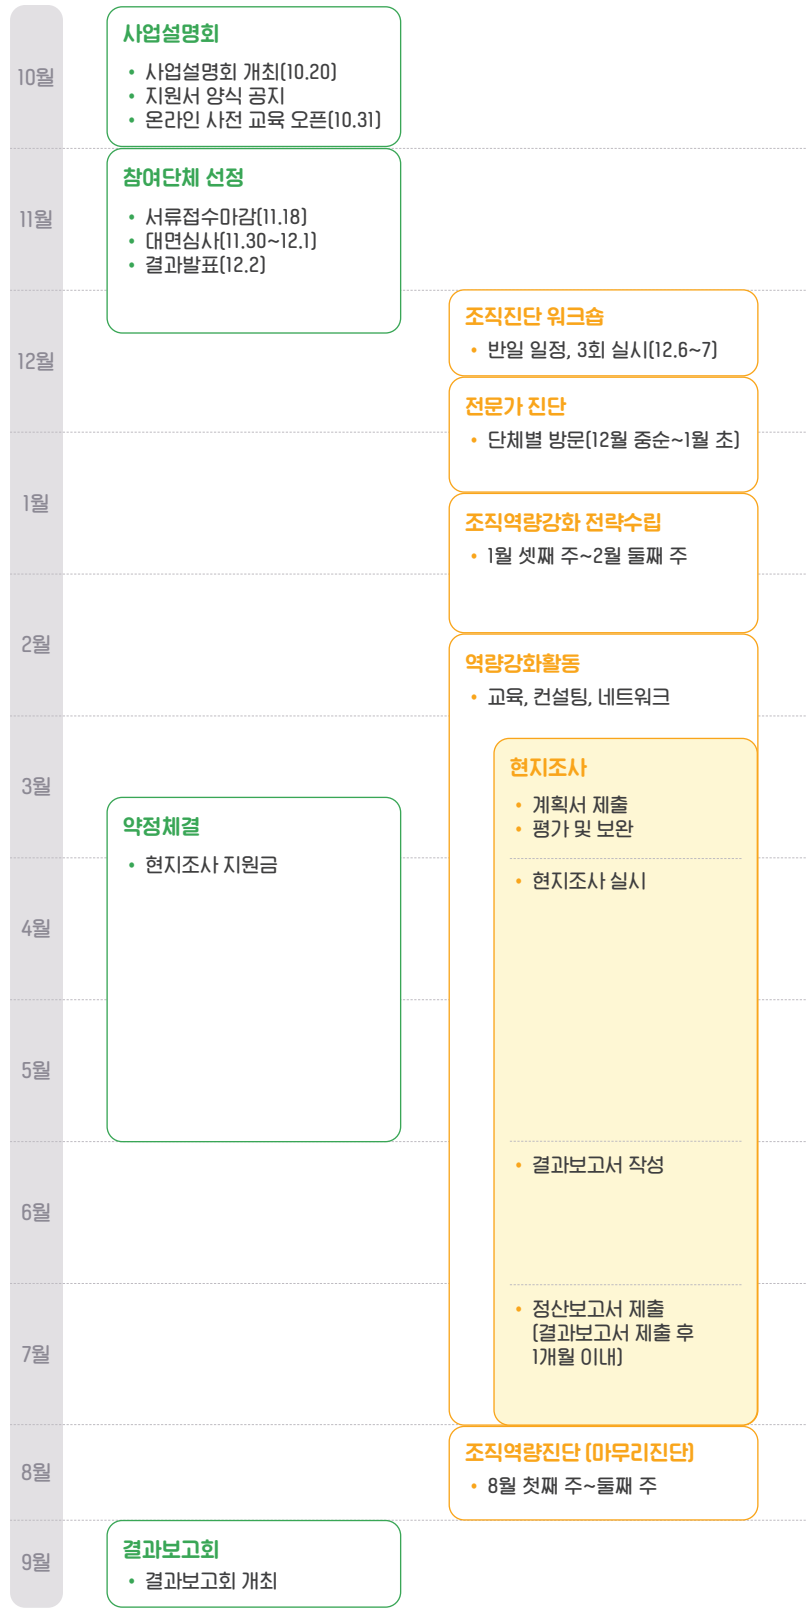 10월
사업설명회
• 사업설명회 개최(10.20)
• 지원서 양식 공지
• 온라인 사전 교육 오픈(10.31)
11월
참여단체 선정
• 서류접수마감(11.18)
• 대면심사(11.30~12.1)
• 결과발표(12.2)
12월
조직진단 워크숍
• 반일 일정, 3회 실시(12.6~7)
전문가 진단
• 단체별 방문(12월 중순~1월 초)
1월
조직역량강화 전략수립
• 1월 셋째 주~2월 둘째 주
2월
역량강화활동
• 교육, 컨설팅, 네트워크
3월
현지조사
• 계획서 제출
• 평가 및 보완
약정체결
• 현지조사 지원금
• 현지조사 실시
4월
5월
• 결과보고서 작성
6월
• 정산보고서 제출
(결과보고서 제출 후
1개월 이내)
7월
조직역량진단 (마무리진단)
• 8월 첫째 주~둘째 주
8월
결과보고회
• 결과보고회 개최
9월